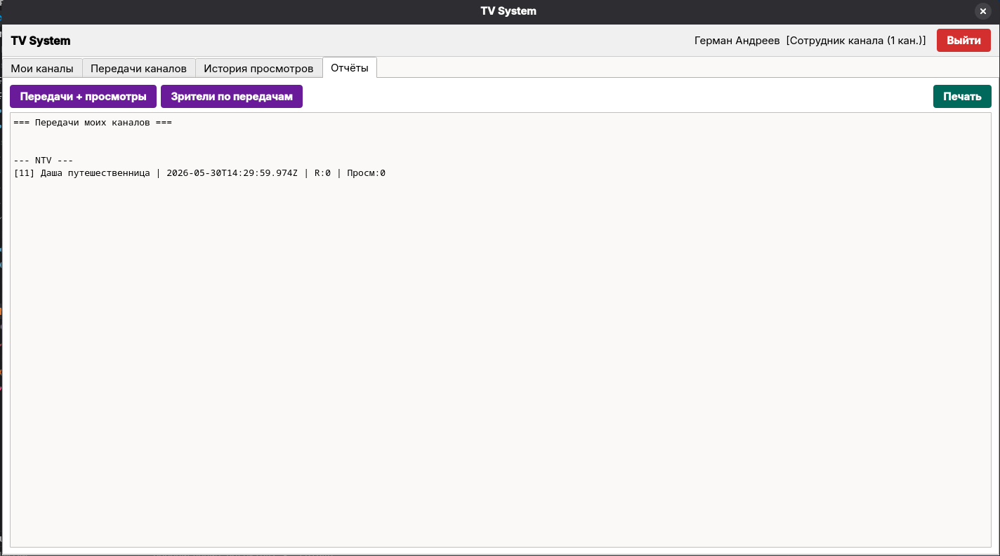 TV System
TV System
Герман Андреев [Сотрудник канала (1 кан.)]
Выйти
Мои каналы
Передачи каналов
История просмотров
Отчёты
Передачи + просмотры
Зрители по передачам
Печать
=== Передачи моих каналов ===
--- NTV ---
[11] Даша путешественница | 2026-05-30T14:29:59.974Z | R:0 | Просм:0